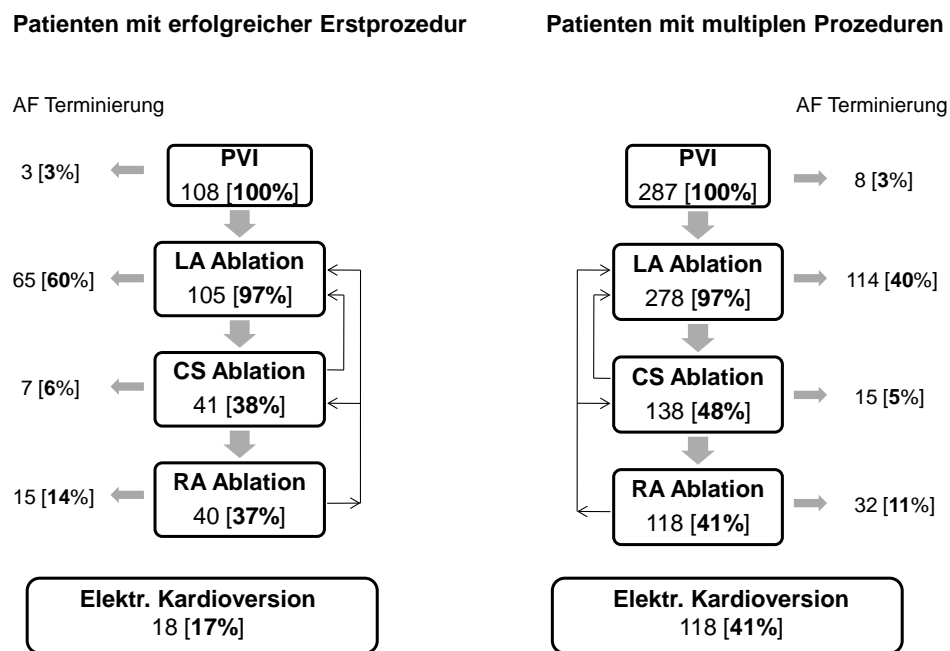 Patienten mit erfolgreicher Erstprozedur
AF Terminierung
PVI
108 [100%]
3 [3%]
LA Ablation
105 [97%]
65 [60%]
CS Ablation
41 [38%]
7 [6%]
RA Ablation
40 [37%]
15 [14%]
Elektr. Kardioversion
18 [17%]
Patienten mit multiplen Prozeduren
AF Terminierung
PVI
287 [100%]
8 [3%]
LA Ablation
278 [97%]
114 [40%]
CS Ablation
138 [48%]
15 [5%]
RA Ablation
118 [41%]
32 [11%]
Elektr. Kardioversion
118 [41%]